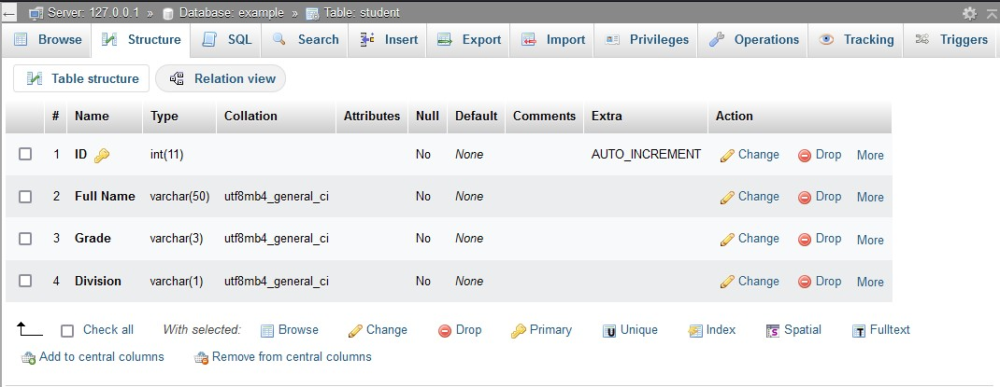 Server: 127.0.0.1 » Database: example » Table: student
Browse Structure SQL Search Insert Export Import Privileges Operations Tracking Triggers
Table structure Relation view
# Name Type Collation Attributes Null Default Comments Extra Action
1 ID int(11) No None AUTO_INCREMENT Change Drop More
2 Full Name varchar(50) utf8mb4_general_ci No None Change Drop More
3 Grade varchar(3) utf8mb4_general_ci No None Change Drop More
4 Division varchar(1) utf8mb4_general_ci No None Change Drop More
Check all With selected: Browse Change Drop Primary U Unique Index S Spatial T Fulltext
Add to central columns Remove from central columns